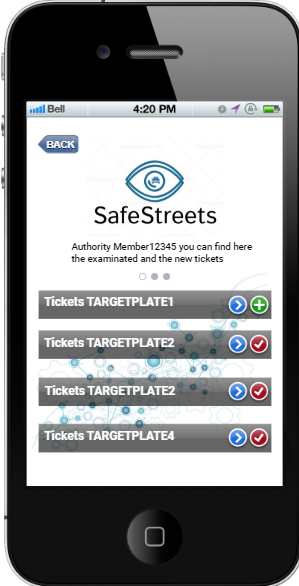 Bell
4:20 PM
BACK
SafeStreets
Authority Member12345 you can find here
the examinated and the new tickets
Tickets TARGETPLATE1
Tickets TARGETPLATE2
Tickets TARGETPLATE2
Tickets TARGETPLATE4